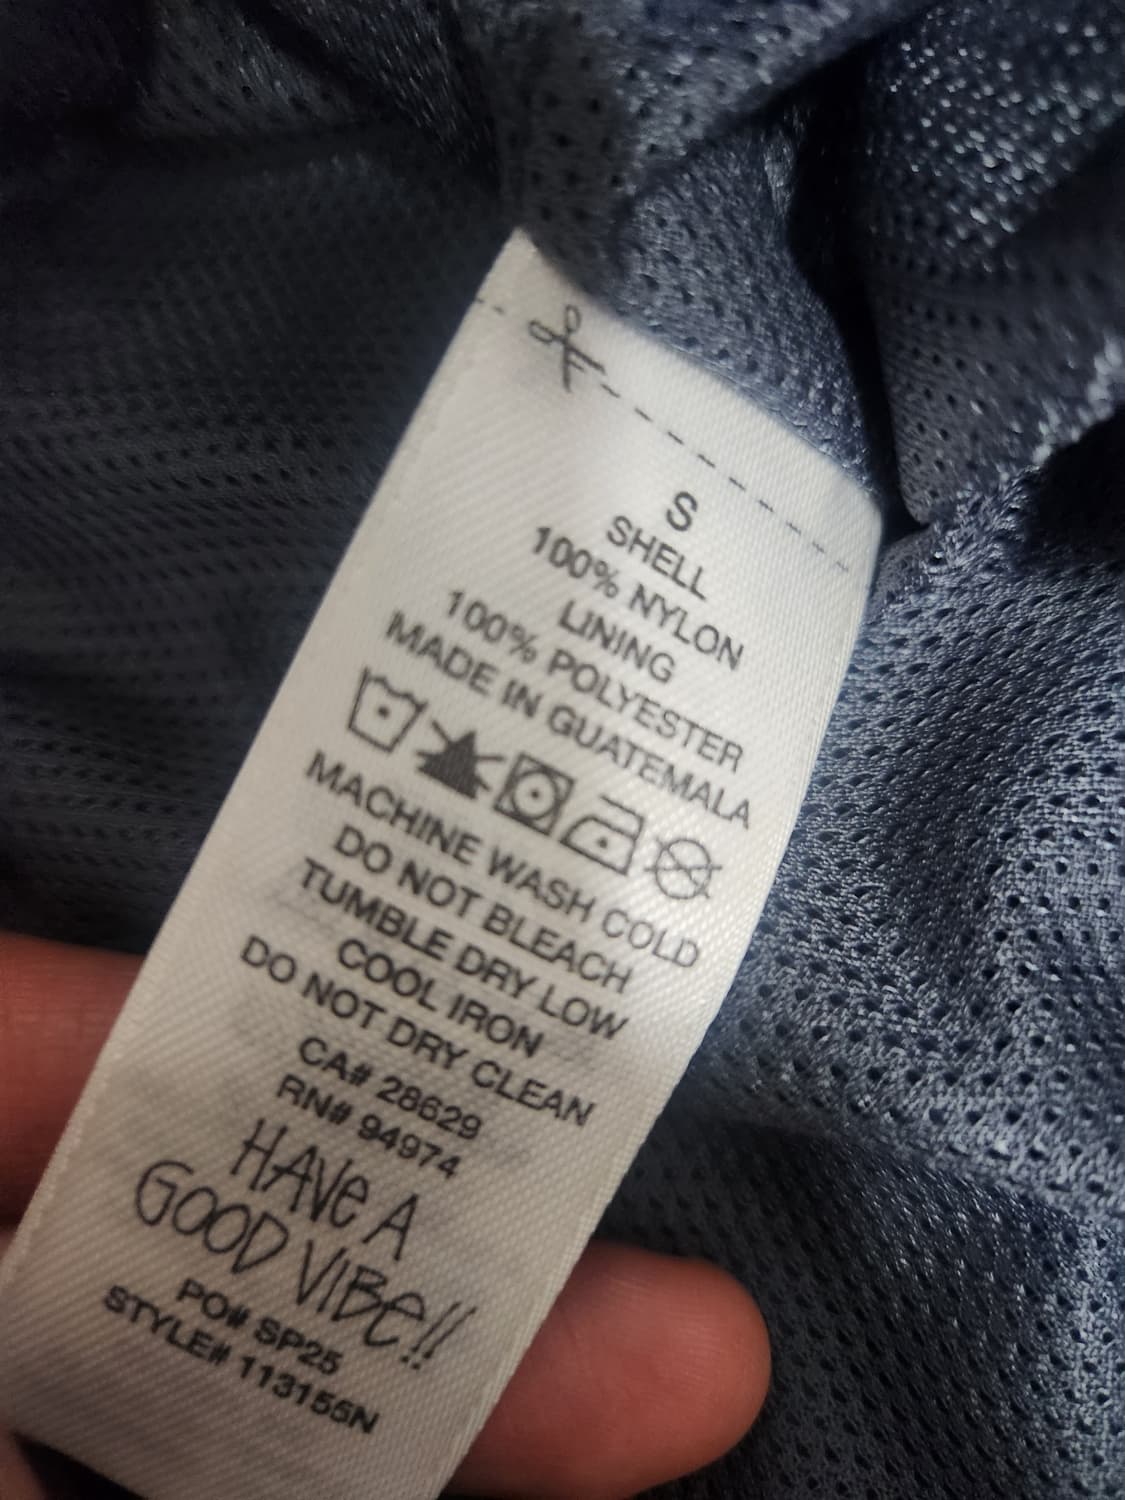 S
SHELL
100% NYLON
LINING
100% POLYESTER
MADE IN GUATEMALA
MACHINE WASH COLD
DO NOT BLEACH
TUMBLE DRY LOW
COOL IRON
DO NOT DRY CLEAN
CA# 28629
RN# 94974
HAVe A
GOOD VIBe!!
PO# SP25
STYLE# 113155N